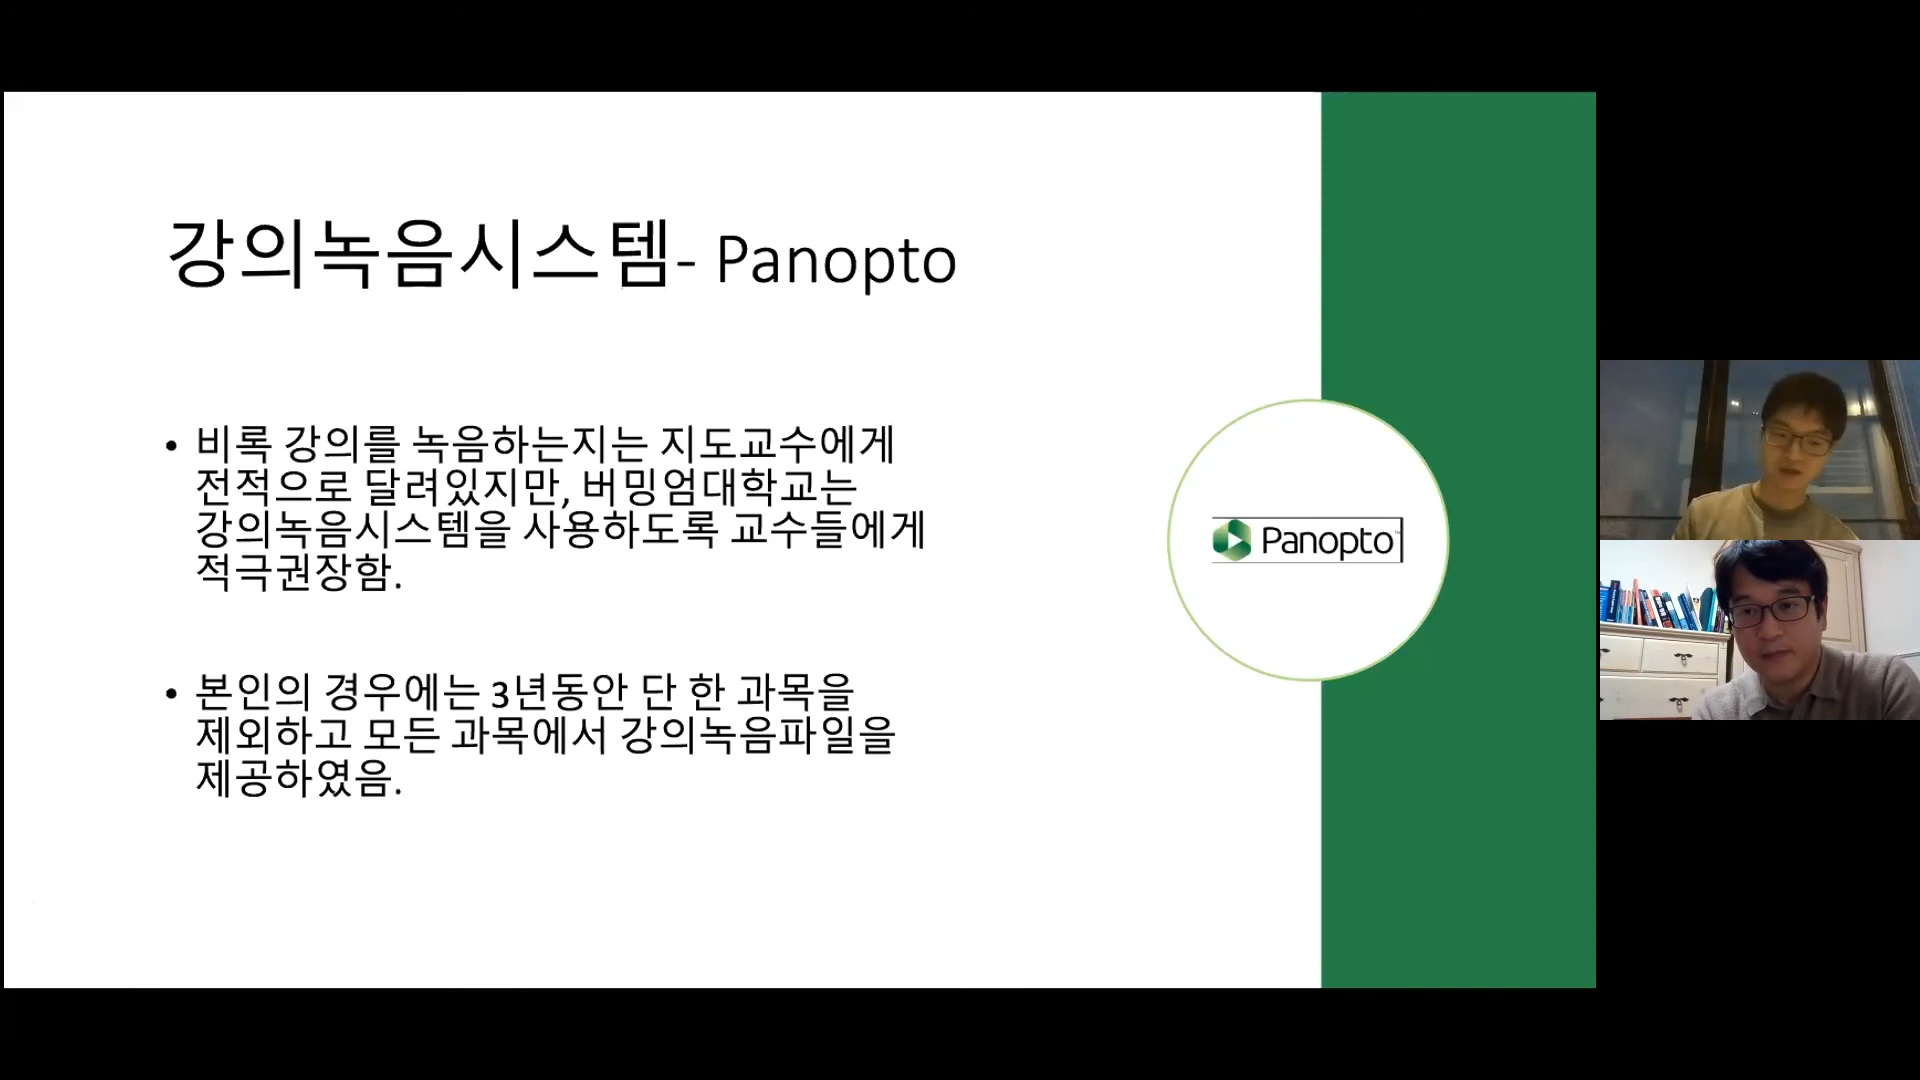 강의녹음시스템- Panopto
• 비록 강의를 녹음하는지는 지도교수에게
전적으로 달려있지만, 버밍엄대학교는
강의녹음시스템을 사용하도록 교수들에게
적극권장함.
• 본인의 경우에는 3년동안 단 한 과목을
제외하고 모든 과목에서 강의녹음파일을
제공하였음.
Panopto